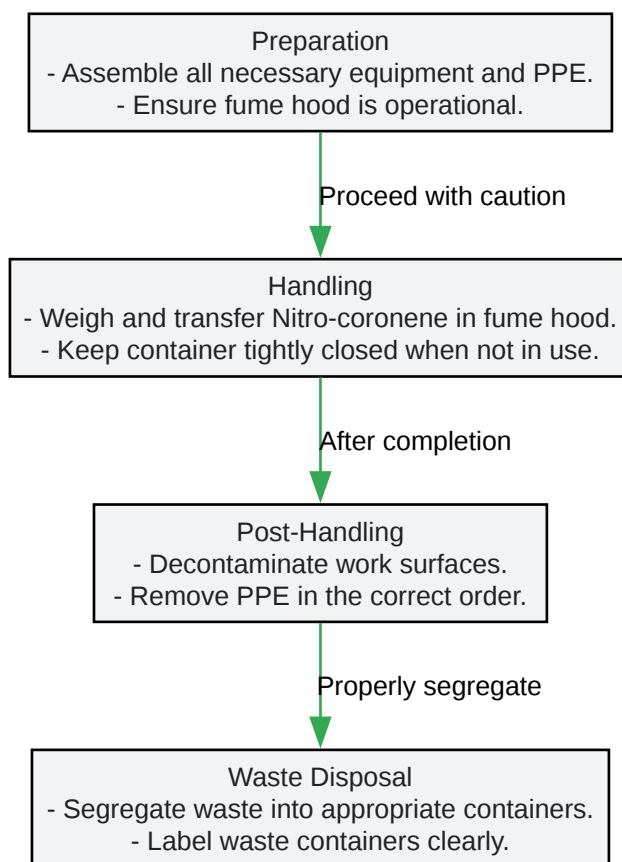 Preparation
- Assemble all necessary equipment and PPE.
- Ensure fume hood is operational.
Proceed with caution
Handling
- Weigh and transfer Nitro-coronene in fume hood.
- Keep container tightly closed when not in use.
After completion
Post-Handling
- Decontaminate work surfaces.
- Remove PPE in the correct order.
Properly segregate
Waste Disposal
- Segregate waste into appropriate containers.
- Label waste containers clearly.